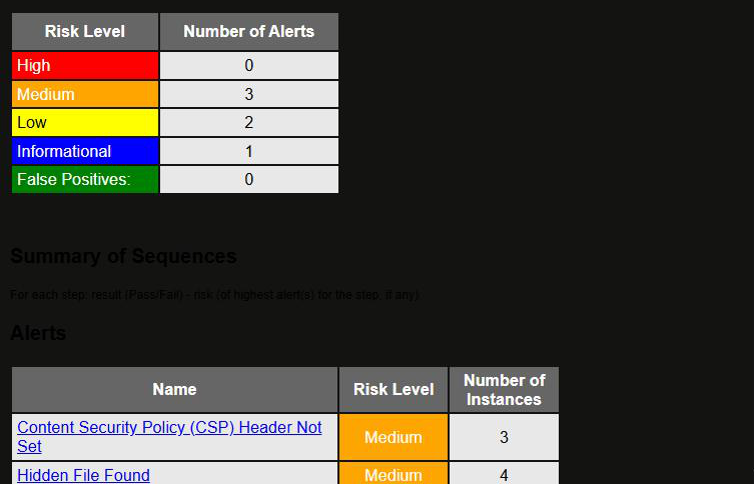 Risk Level Number of Alerts
High 0
Medium 3
Low 2
Informational 1
False Positives: 0
Summary of Sequences
For each step: result (Pass/Fail) - risk (of highest alert(s) for the step, if any).
Alerts
Name Risk Level Number of
Instances
Content Security Policy (CSP) Header Not
Set Medium 3
Hidden File Found Medium 4